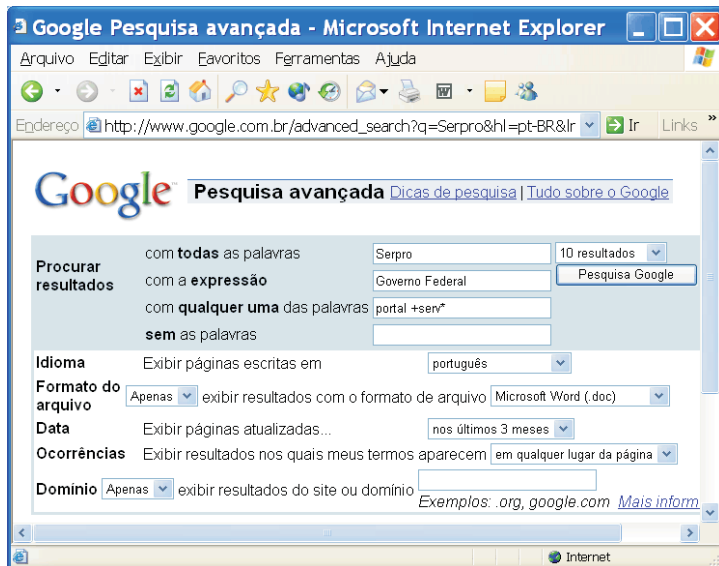 Google Pesquisa avançada - Microsoft Internet Explorer
Arquivo Editar Exibir Favoritos Ferramentas Ajuda
Endereço http://www.google.com.br/advanced_search?q=Serpro&hl=pt-BR&lr Ir Links »
Google™ Pesquisa avançada Dicas de pesquisa | Tudo sobre o Google
Procurar resultados
com todas as palavras Serpro 10 resultados
com a expressão Governo Federal Pesquisa Google
com qualquer uma das palavras portal +serv*
sem as palavras
Idioma Exibir páginas escritas em português
Formato do arquivo Apenas exibir resultados com o formato de arquivo Microsoft Word (.doc)
Data Exibir páginas atualizadas... nos últimos 3 meses
Ocorrências Exibir resultados nos quais meus termos aparecem em qualquer lugar da página
Domínio Apenas exibir resultados do site ou domínio
Exemplos: .org, google.com Mais inform
Internet